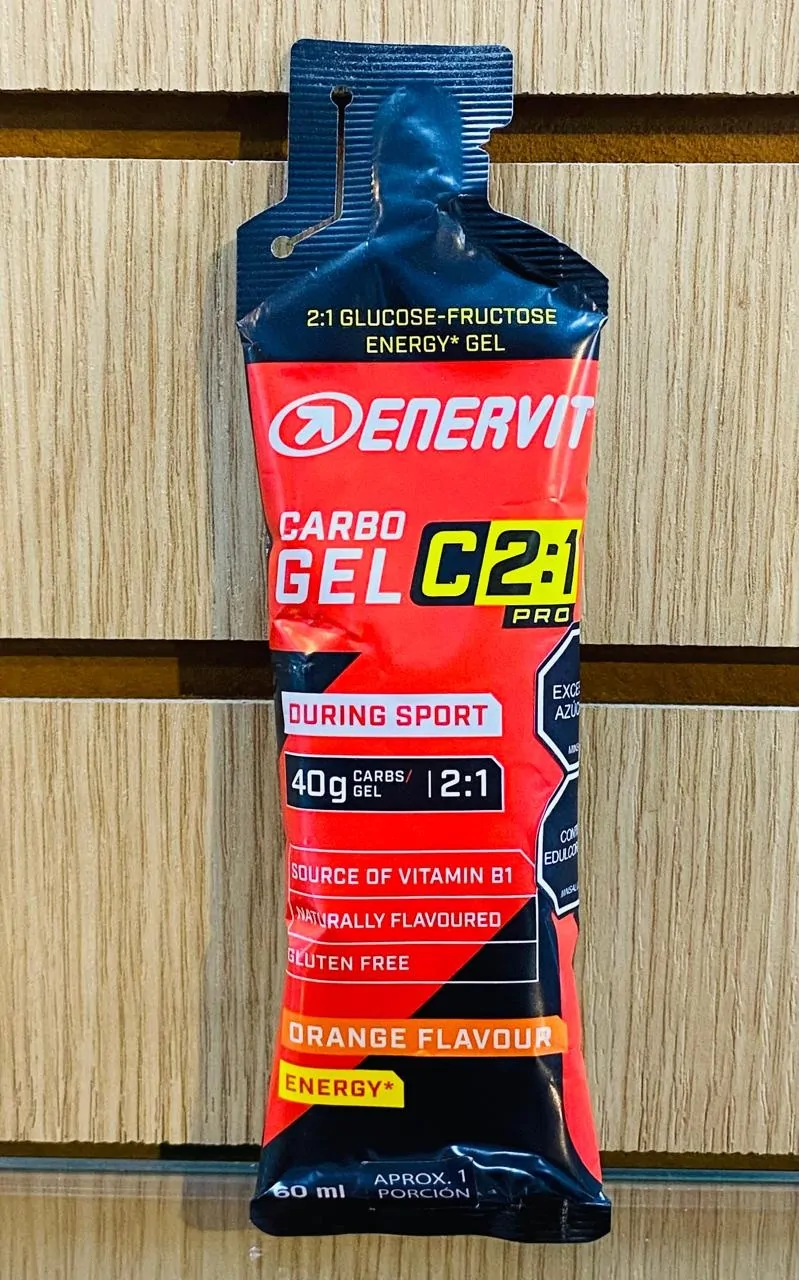 2:1 GLUCOSE-FRUCTOSE
ENERGY* GEL
ENERVIT
CARBO
GEL C2:1
PRO
DURING SPORT
40g CARBS/
GEL | 2:1
SOURCE OF VITAMIN B1
NATURALLY FLAVOURED
GLUTEN FREE
ORANGE FLAVOUR
ENERGY*
60 ml APROX. 1
PORCIÓN